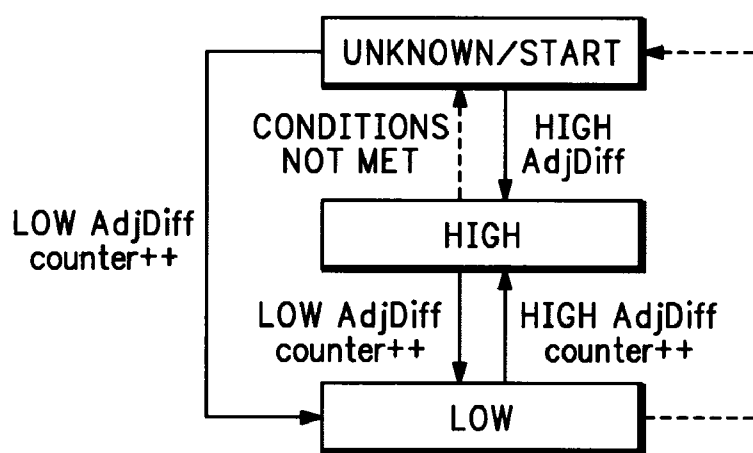 UNKNOWN/START
CONDITIONS
NOT MET
HIGH
AdjDiff
LOW AdjDiff
counter++
HIGH
LOW AdjDiff
counter++
HIGH AdjDiff
counter++
LOW